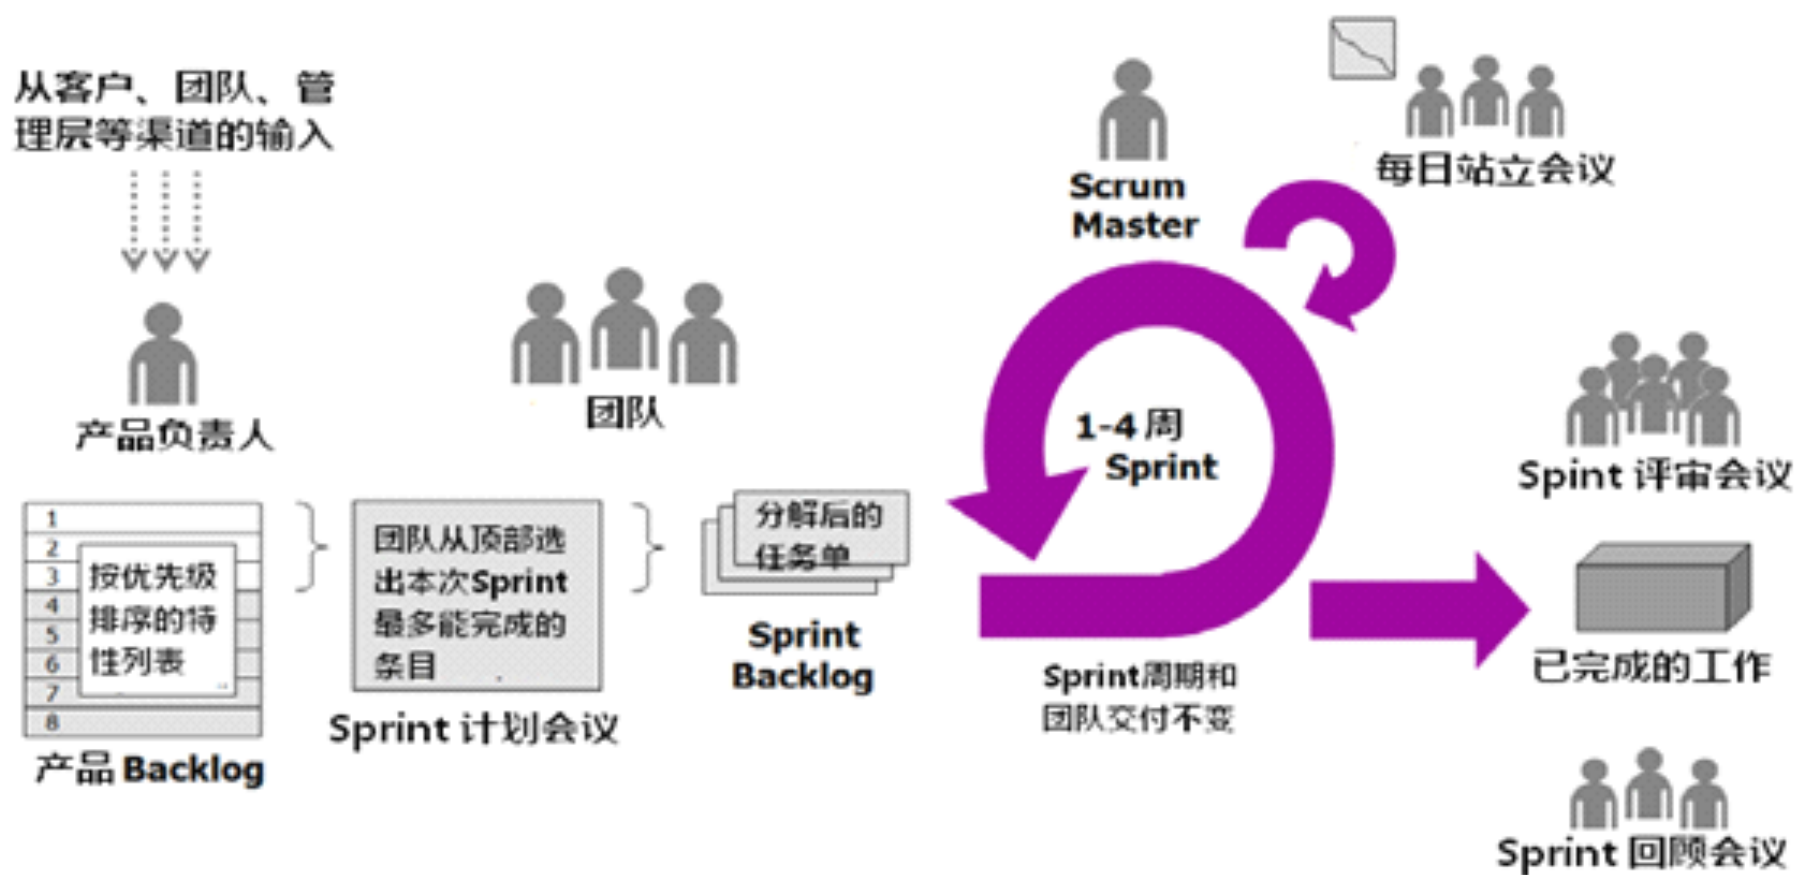 从客户、团队、管
理层等渠道的输入
产品负责人
1
2
3
4
5
6
7
8
按优先级
排序的特
性列表
产品 Backlog
团队
团队从顶部选
出本次Sprint
最多能完成的
条目
Sprint 计划会议
分解后的
任务单
Sprint
Backlog
Scrum
Master
每日站立会议
1-4 周
Sprint
Sprint周期和
团队交付不变
Spint 评审会议
已完成的工作
Sprint 回顾会议